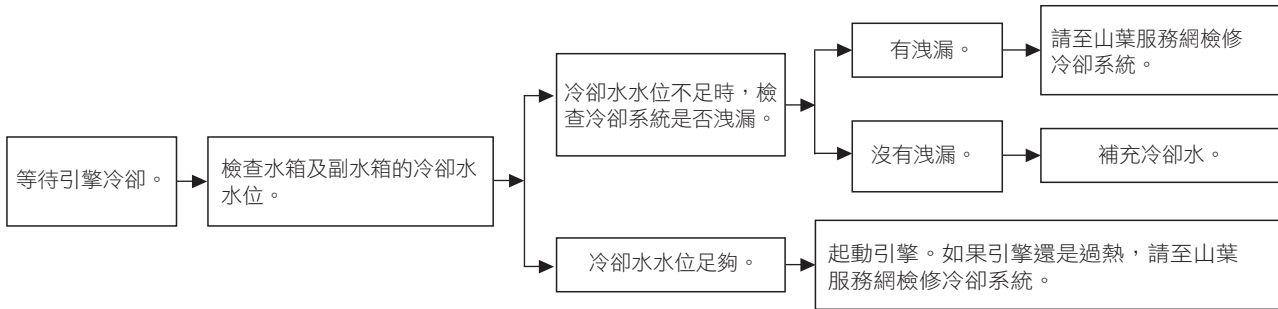 等待引擎冷卻。
檢查水箱及副水箱的冷卻水
水位。
冷卻水水位不足時，檢
查冷卻系統是否洩漏。
有洩漏。
請至山葉服務網檢修
冷卻系統。
沒有洩漏。
補充冷卻水。
冷卻水水位足夠。
起動引擎。如果引擎還是過熱，請至山葉
服務網檢修冷卻系統。